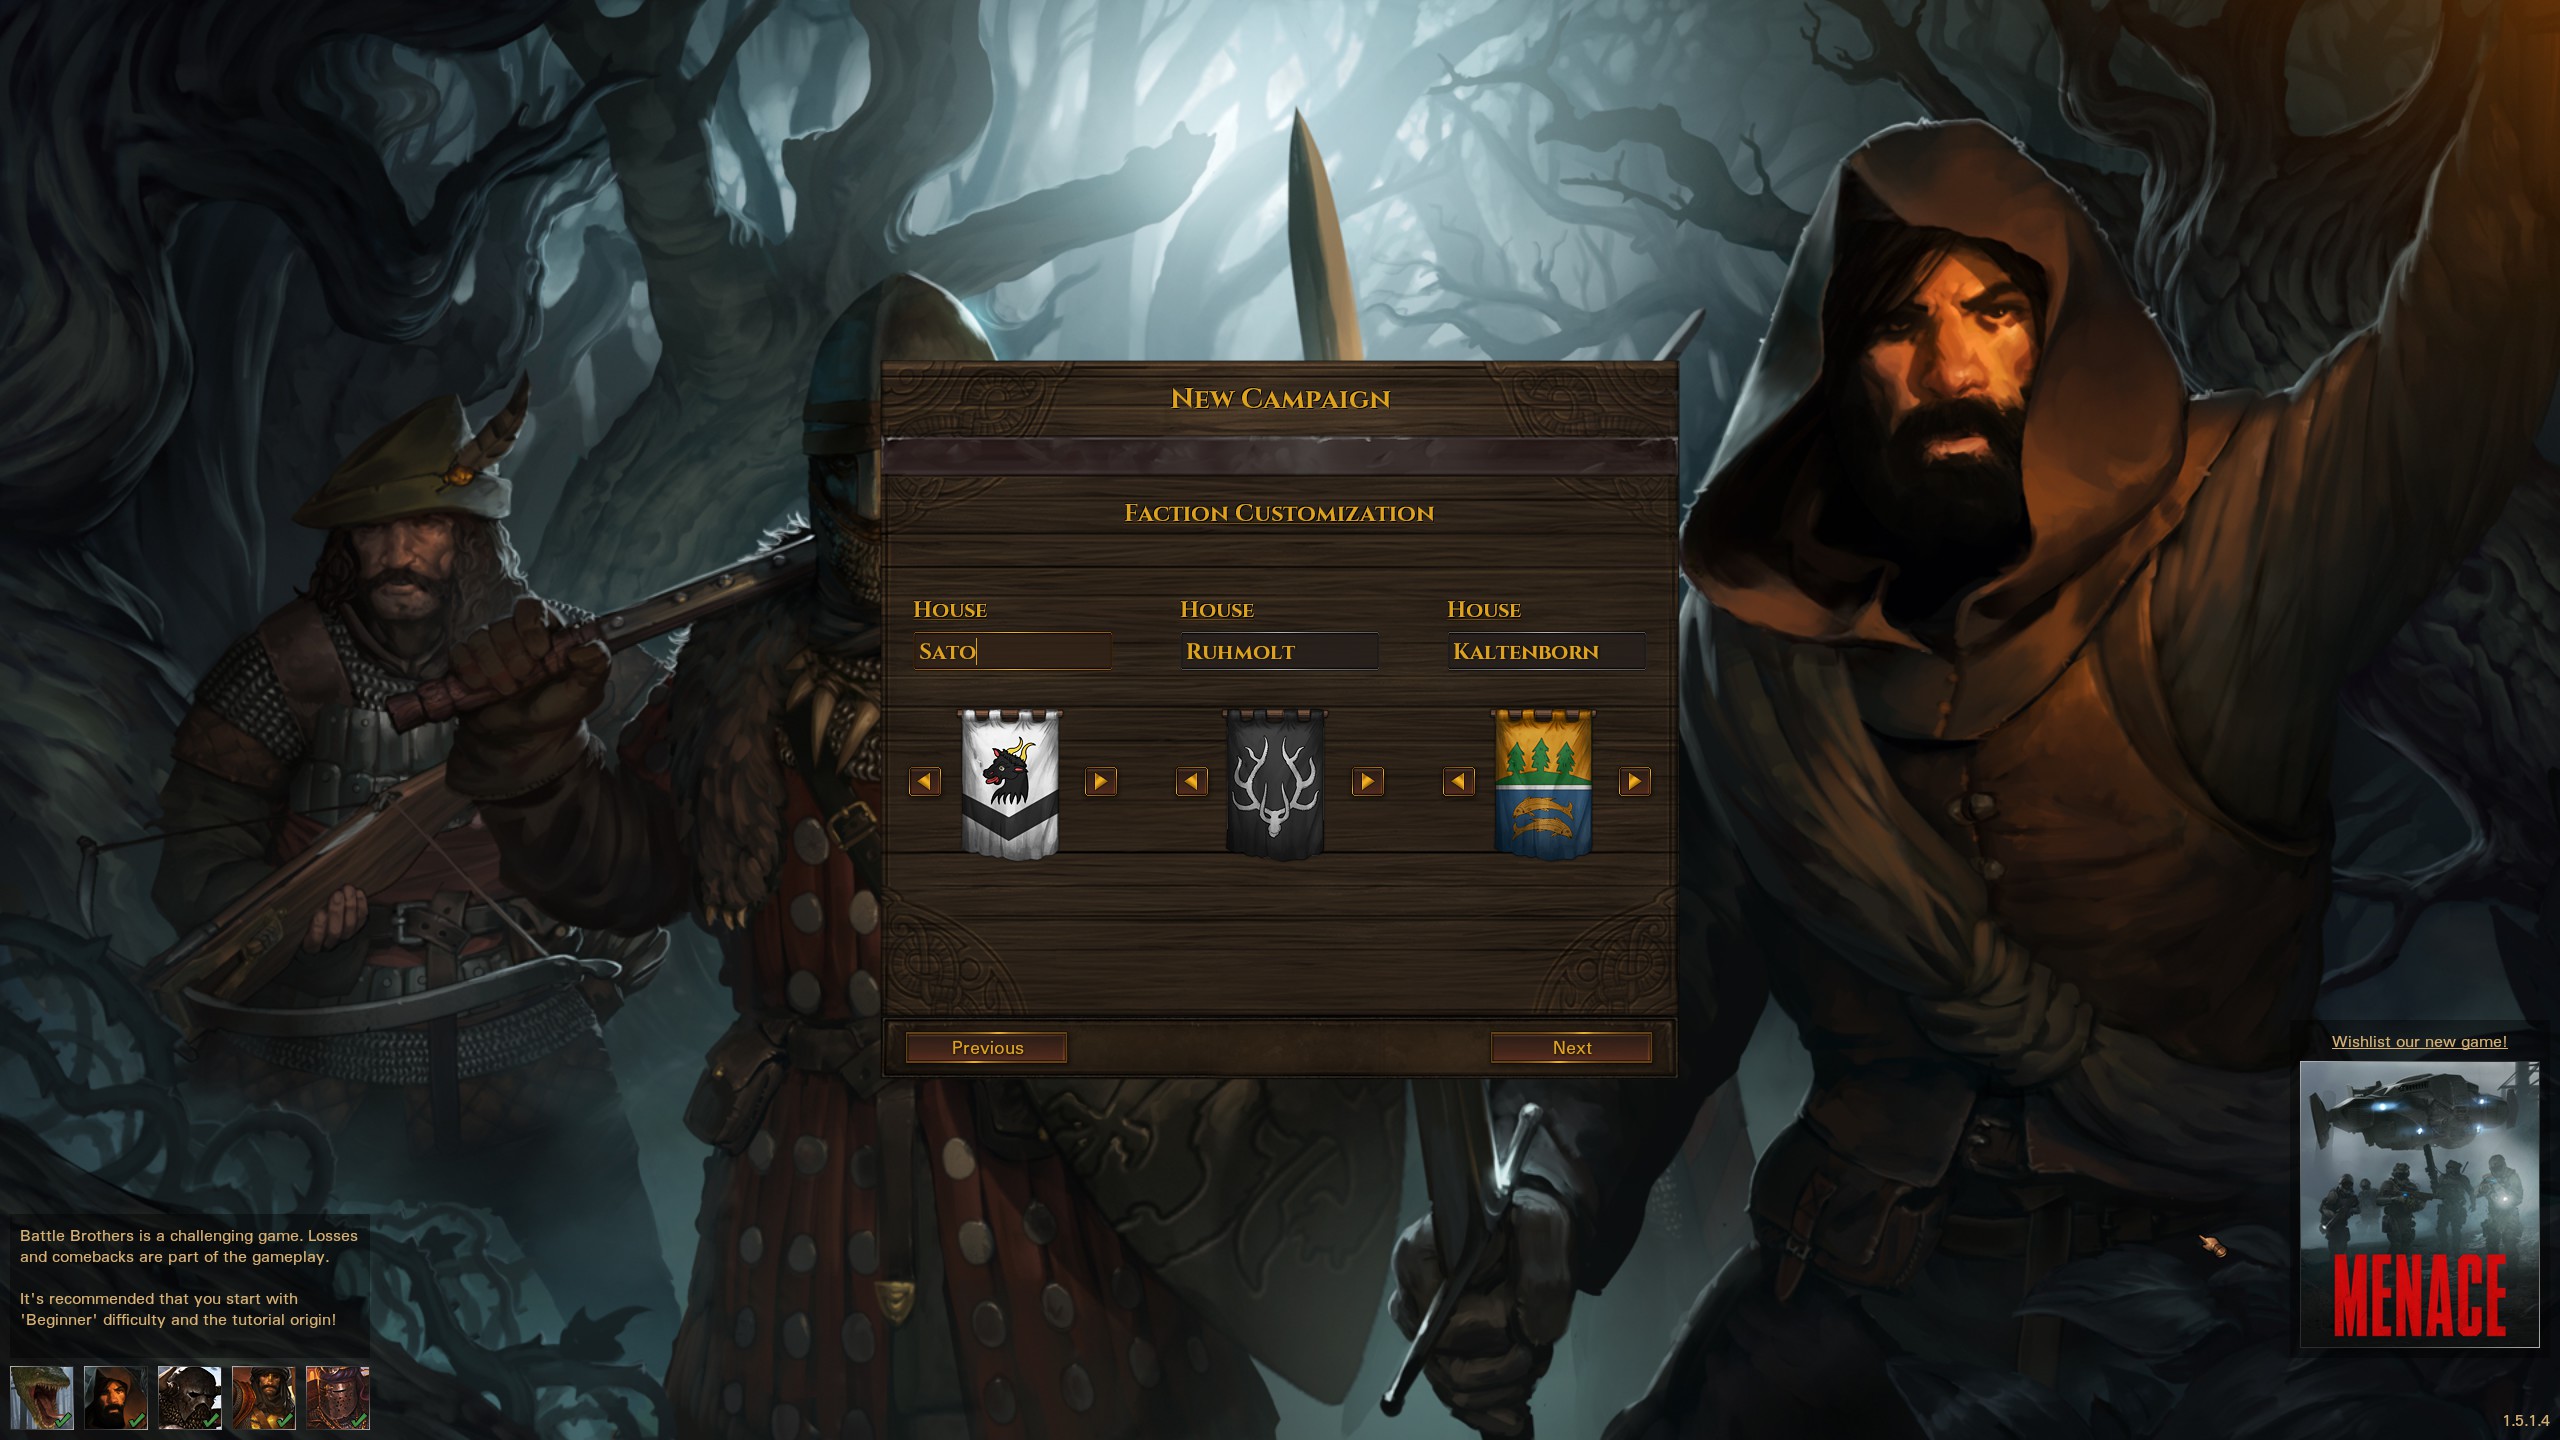 New Campaign
Faction Customization
House
House
House
Sato
Ruhmolt
Kaltenborn
Previous
Next
Wishlist our new game!
MENACE
Battle Brothers is a challenging game. Losses
and comebacks are part of the gameplay.
It's recommended that you start with
'Beginner' difficulty and the tutorial origin!
1.5.1.4